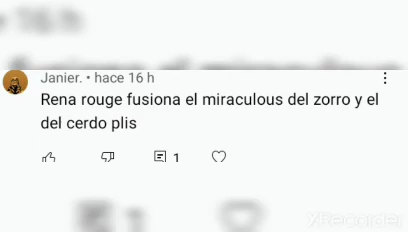 Janier. • hace 16 h
Rena rouge fusiona el miraculous del zorro y el
del cerdo plis
1
XRecorder